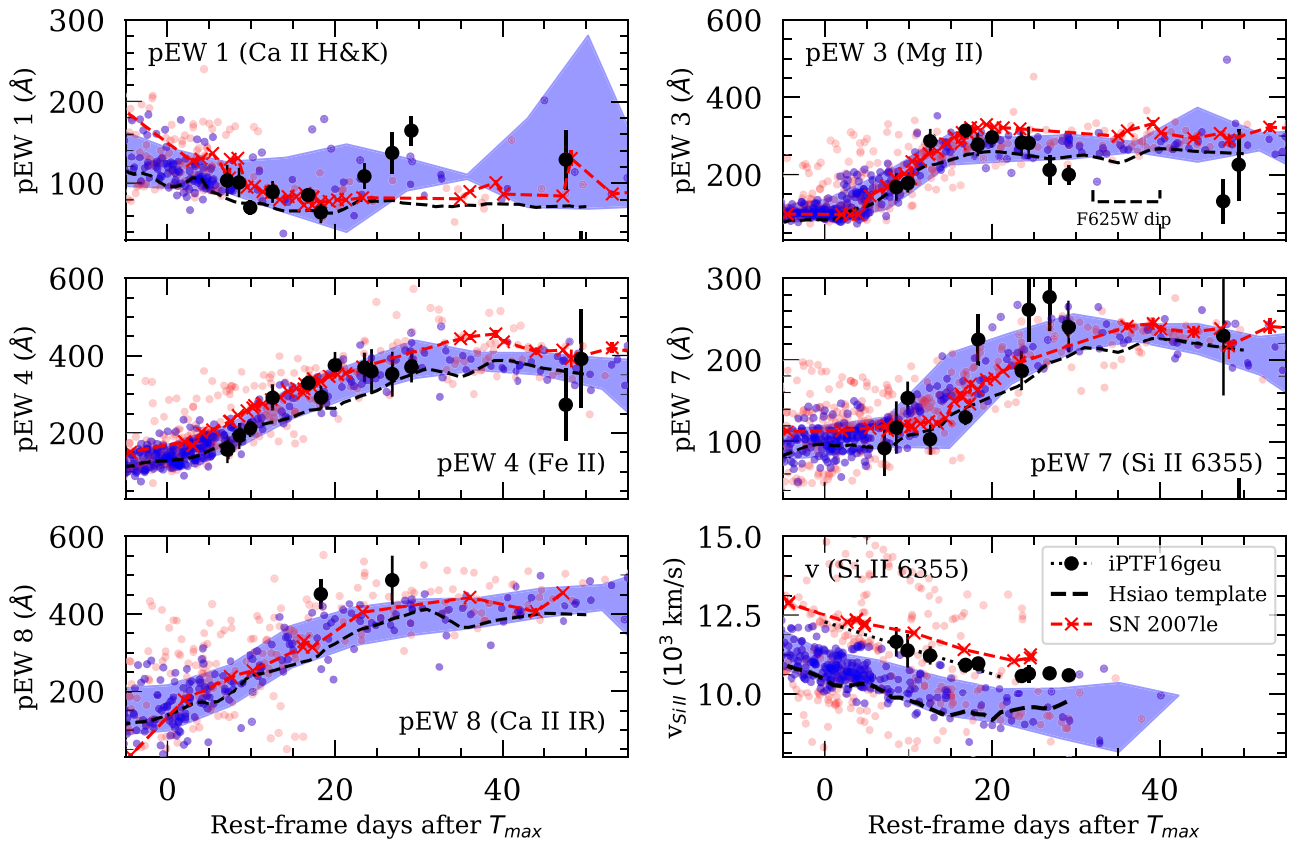 300
200
100
pEW 1 (Å)
pEW 1 (Ca II H&K)
600
400
200
pEW 3 (Å)
pEW 3 (Mg II)
F625W dip
600
400
200
pEW 4 (Å)
pEW 4 (Fe II)
300
200
100
pEW 7 (Å)
pEW 7 (Si II 6355)
600
400
200
pEW 8 (Å)
pEW 8 (Ca II IR)
0 20 40
Rest-frame days after T_max
15.0
12.5
10.0
v_SiII (10³ km/s)
v (Si II 6355)
iPTF16geu
Hsiao template
SN 2007le
0 20 40
Rest-frame days after T_max